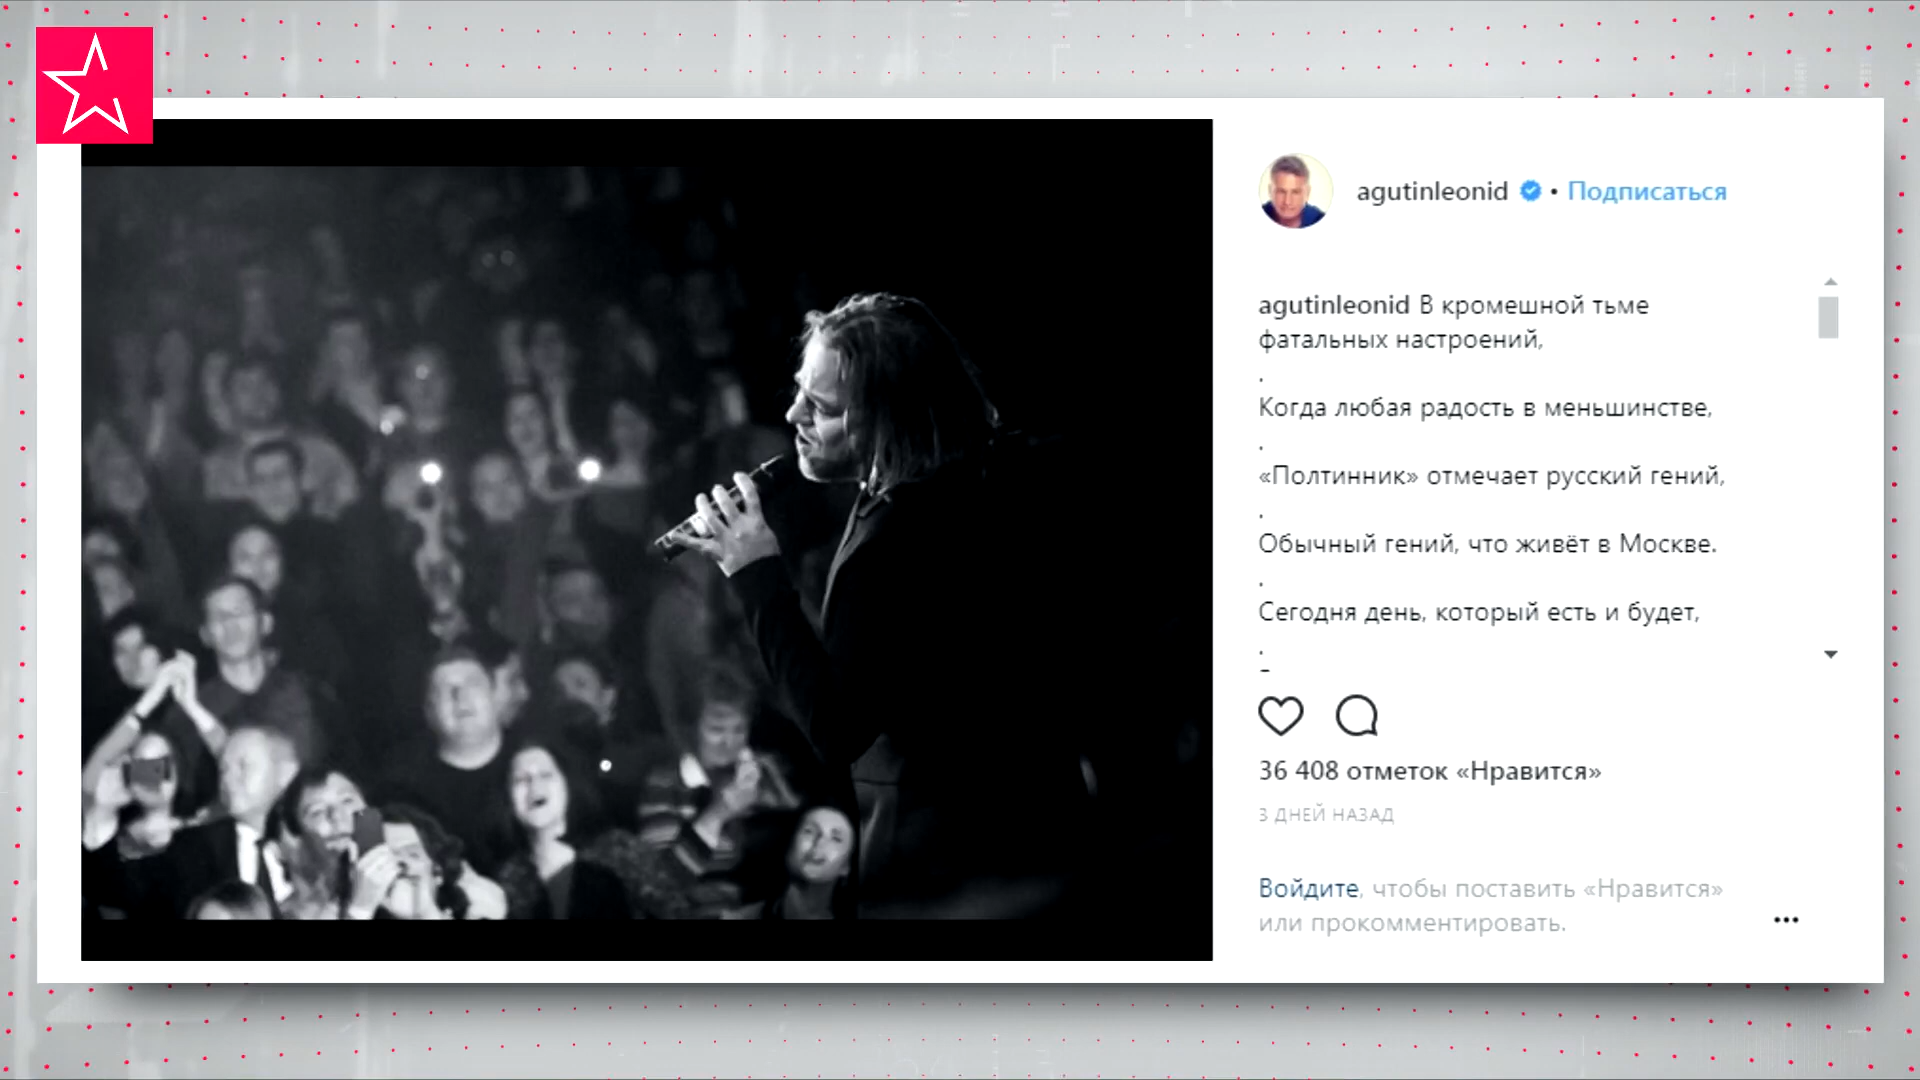 agutinleonid • Подписаться
agutinleonid В кромешной тьме
фатальных настроений,
.
Когда любая радость в меньшинстве,
.
«Полтинник» отмечает русский гений,
.
Обычный гений, что живёт в Москве.
.
Сегодня день, который есть и будет,
.
36 408 отметок «Нравится»
3 ДНЕЙ НАЗАД
Войдите, чтобы поставить «Нравится»
или прокомментировать.